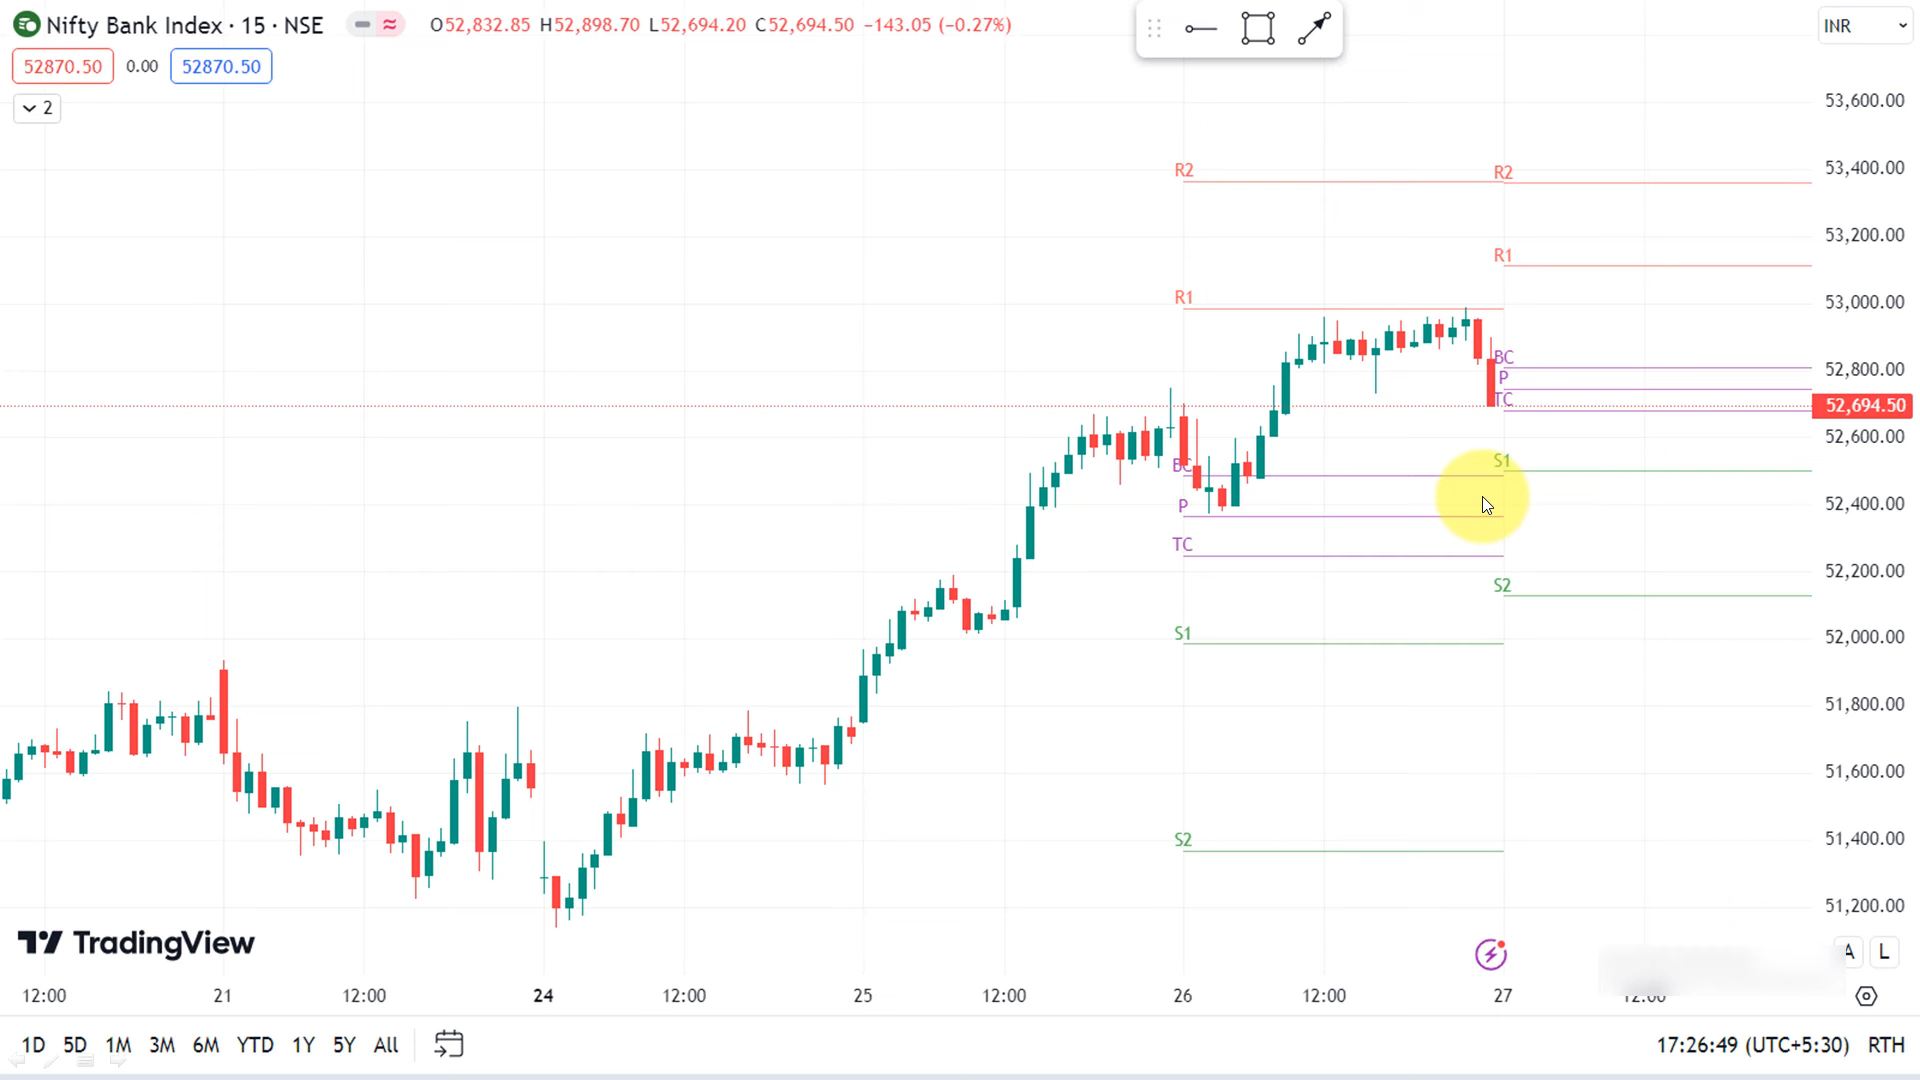 Nifty Bank Index · 15 · NSE
O52,832.85 H52,898.70 L52,694.20 C52,694.50 −143.05 (−0.27%)
INR
52870.50 0.00 52870.50
2
53,600.00
R2 R2 53,400.00
53,200.00
R1
R1 53,000.00
BC 52,800.00
P
TC 52,694.50
52,600.00
BC S1
P 52,400.00
TC
52,200.00
S2
S1 52,000.00
51,800.00
51,600.00
S2 51,400.00
51,200.00
TradingView
A L
12:00 21 12:00 24 12:00 25 12:00 26 12:00 27 12:00
1D 5D 1M 3M 6M YTD 1Y 5Y All
17:26:49 (UTC+5:30) RTH